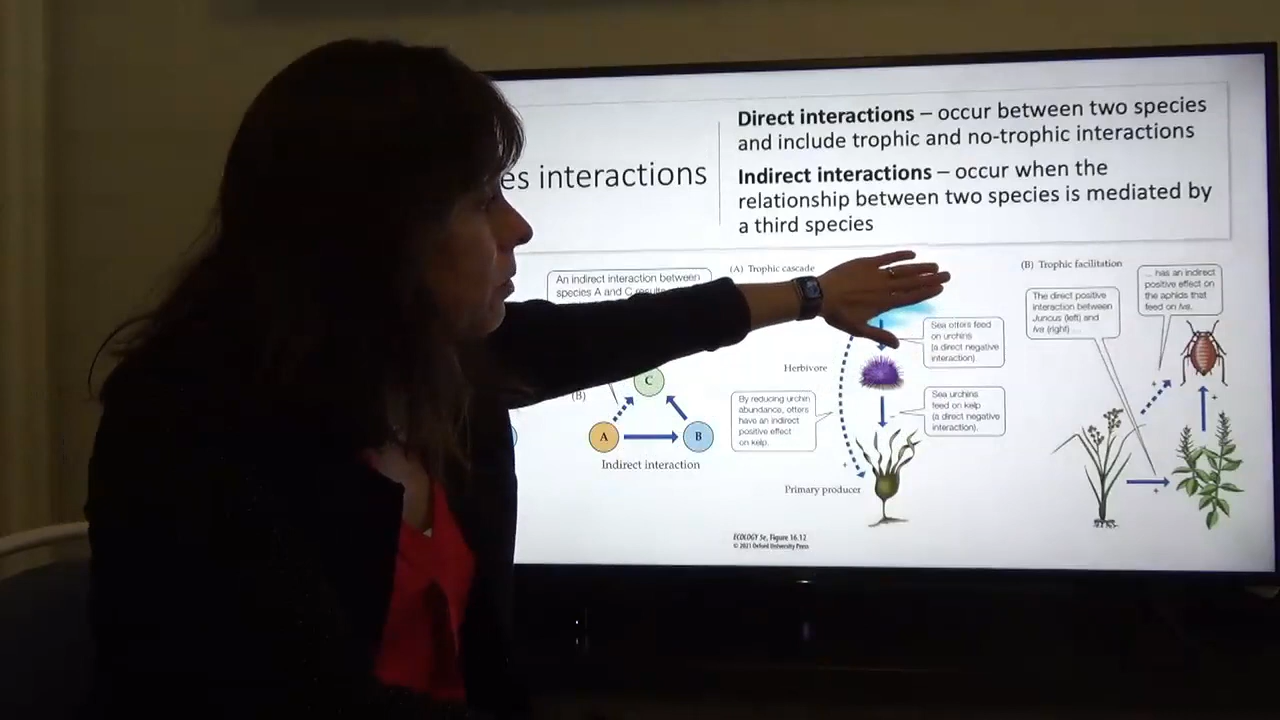 es interactions
Direct interactions – occur between two species
and include trophic and no-trophic interactions
Indirect interactions – occur when the
relationship between two species is mediated by
a third species
An indirect interaction between
species A and C results
(B)
C
A
B
Indirect interaction
(A) Trophic cascade
Sea otters feed
on urchins
(a direct negative
interaction).
Herbivore
By reducing urchin
abundance, otters
have an indirect
positive effect
on kelp.
Sea urchins
feed on kelp
(a direct negative
interaction).
+
Primary producer
(B) Trophic facilitation
The direct positive
interaction between
Juncus (left) and
Iva (right) ...
... has an indirect
positive effect on
the aphids that
feed on Iva.
+
+
+
ECOLOGY 5e, Figure 16.12
© 2021 Oxford University Press